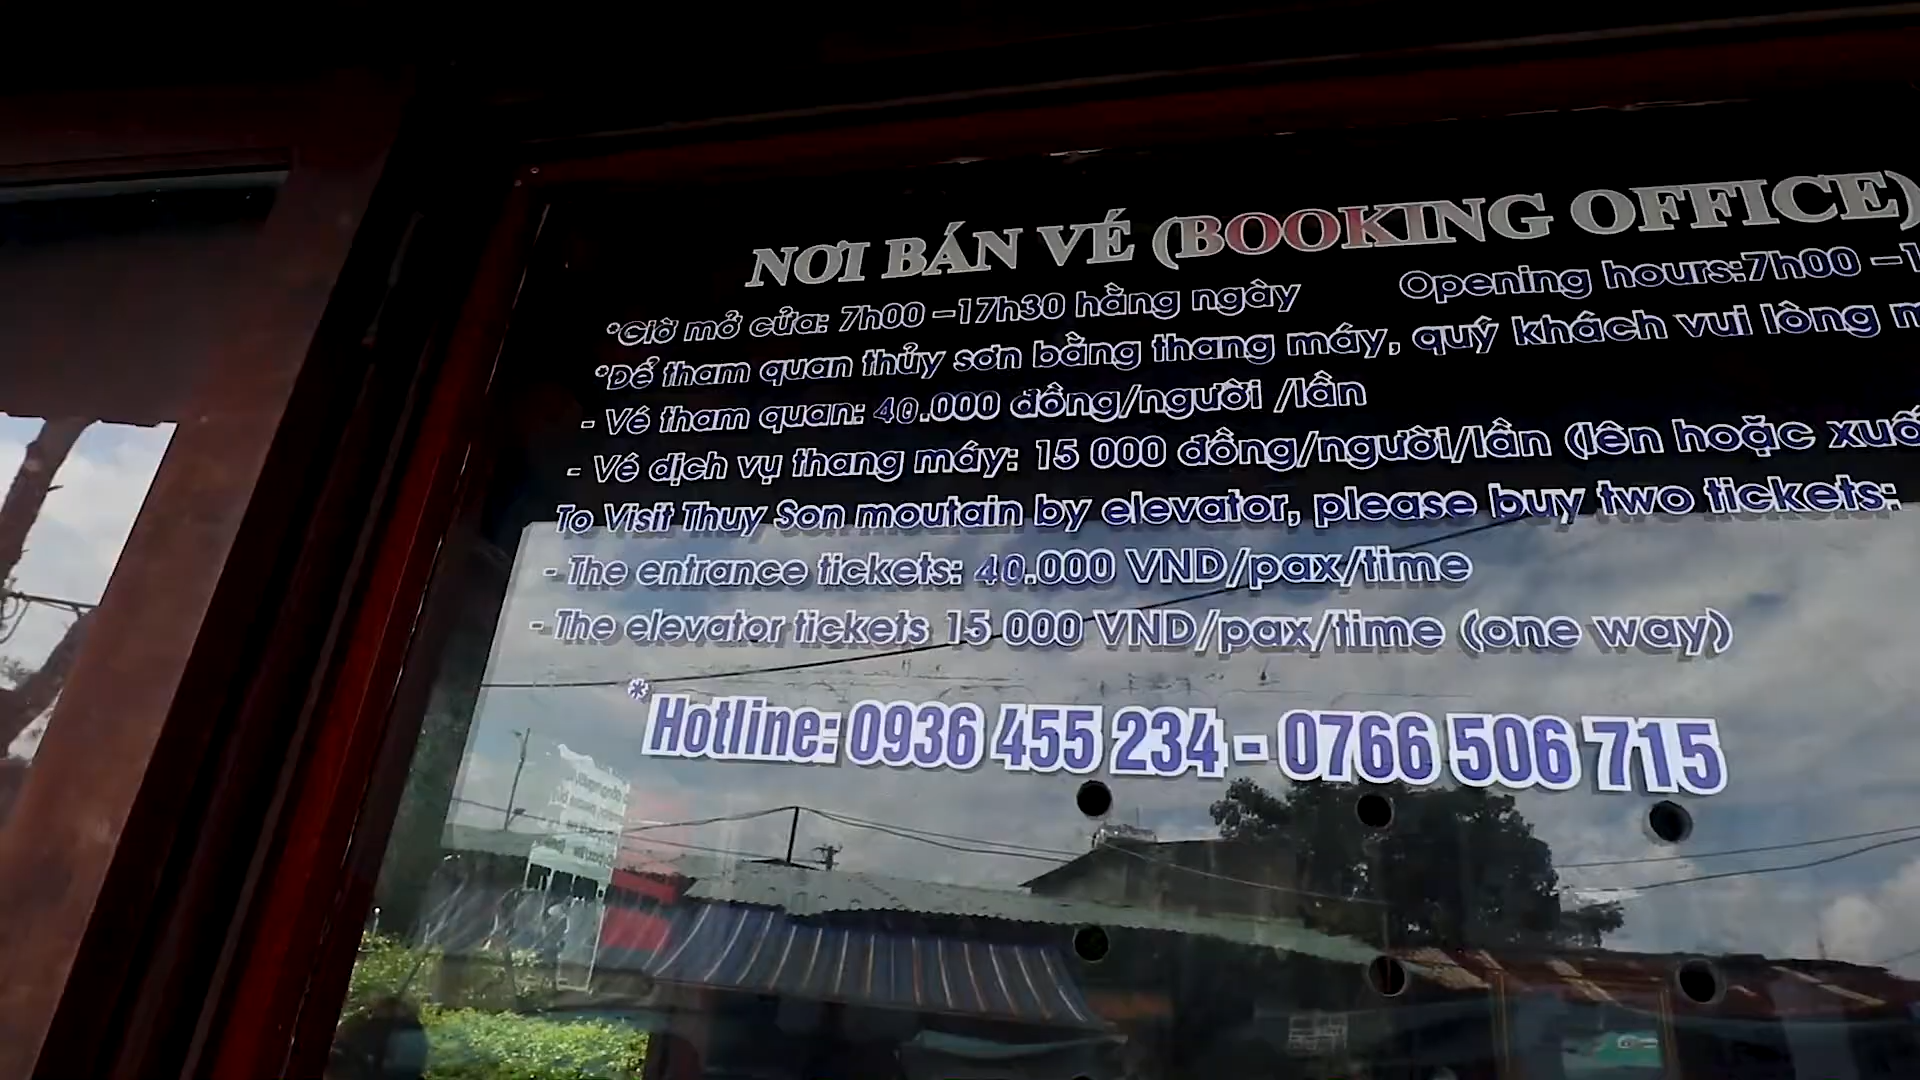 NƠI BÁN VÉ (BOOKING OFFICE)
*Giờ mở cửa: 7h00 –17h30 hằng ngày Opening hours:7h00 –1
*Để tham quan thủy sơn bằng thang máy, quý khách vui lòng m
- Vé tham quan: 40.000 đồng/người /lần
- Vé dịch vụ thang máy: 15 000 đồng/người/lần (lên hoặc xuố
To Visit Thuy Son moutain by elevator, please buy two tickets:
- The entrance tickets: 40.000 VND/pax/time
- The elevator tickets 15 000 VND/pax/time (one way)
*Hotline: 0936 455 234 - 0766 506 715